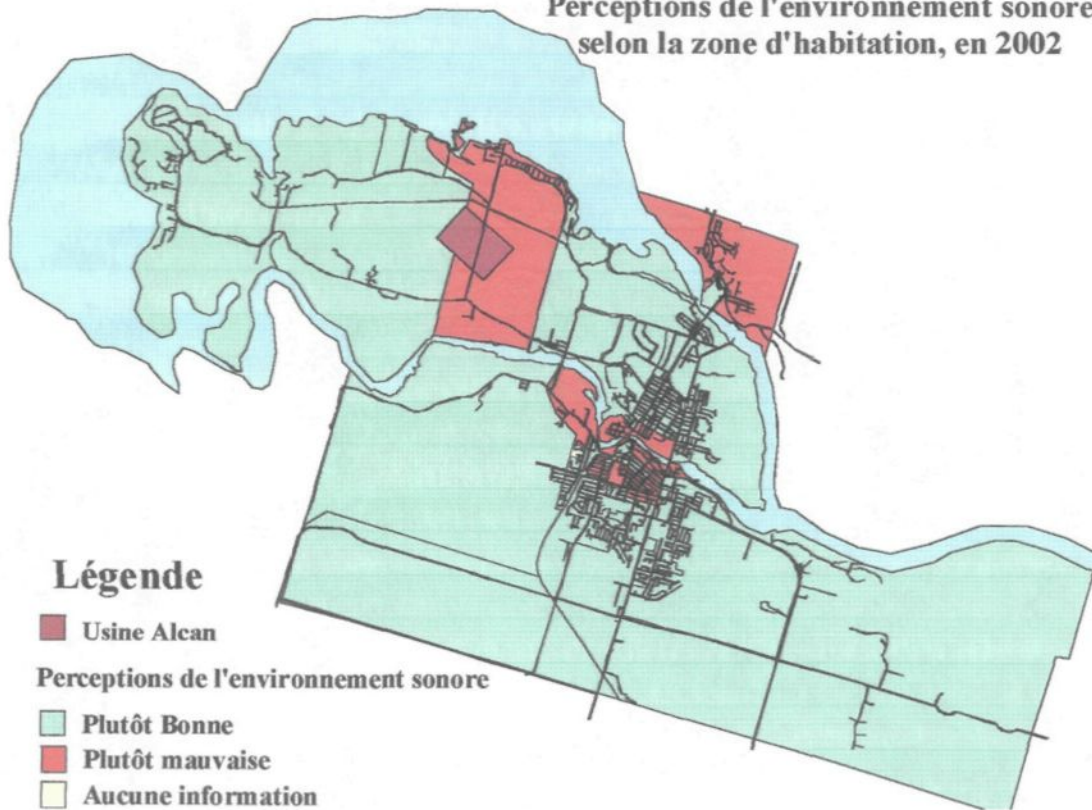 Perceptions de l'environnement sonore
selon la zone d'habitation, en 2002
Légende
Usine Alcan
Perceptions de l'environnement sonore
Plutôt Bonne
Plutôt mauvaise
Aucune information